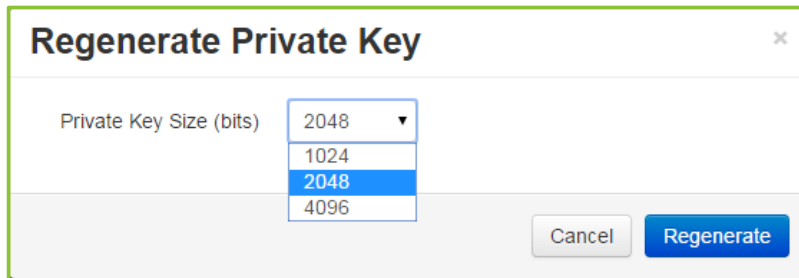 Regenerate Private Key ×
Private Key Size (bits) 2048
1024
2048
4096
Cancel Regenerate